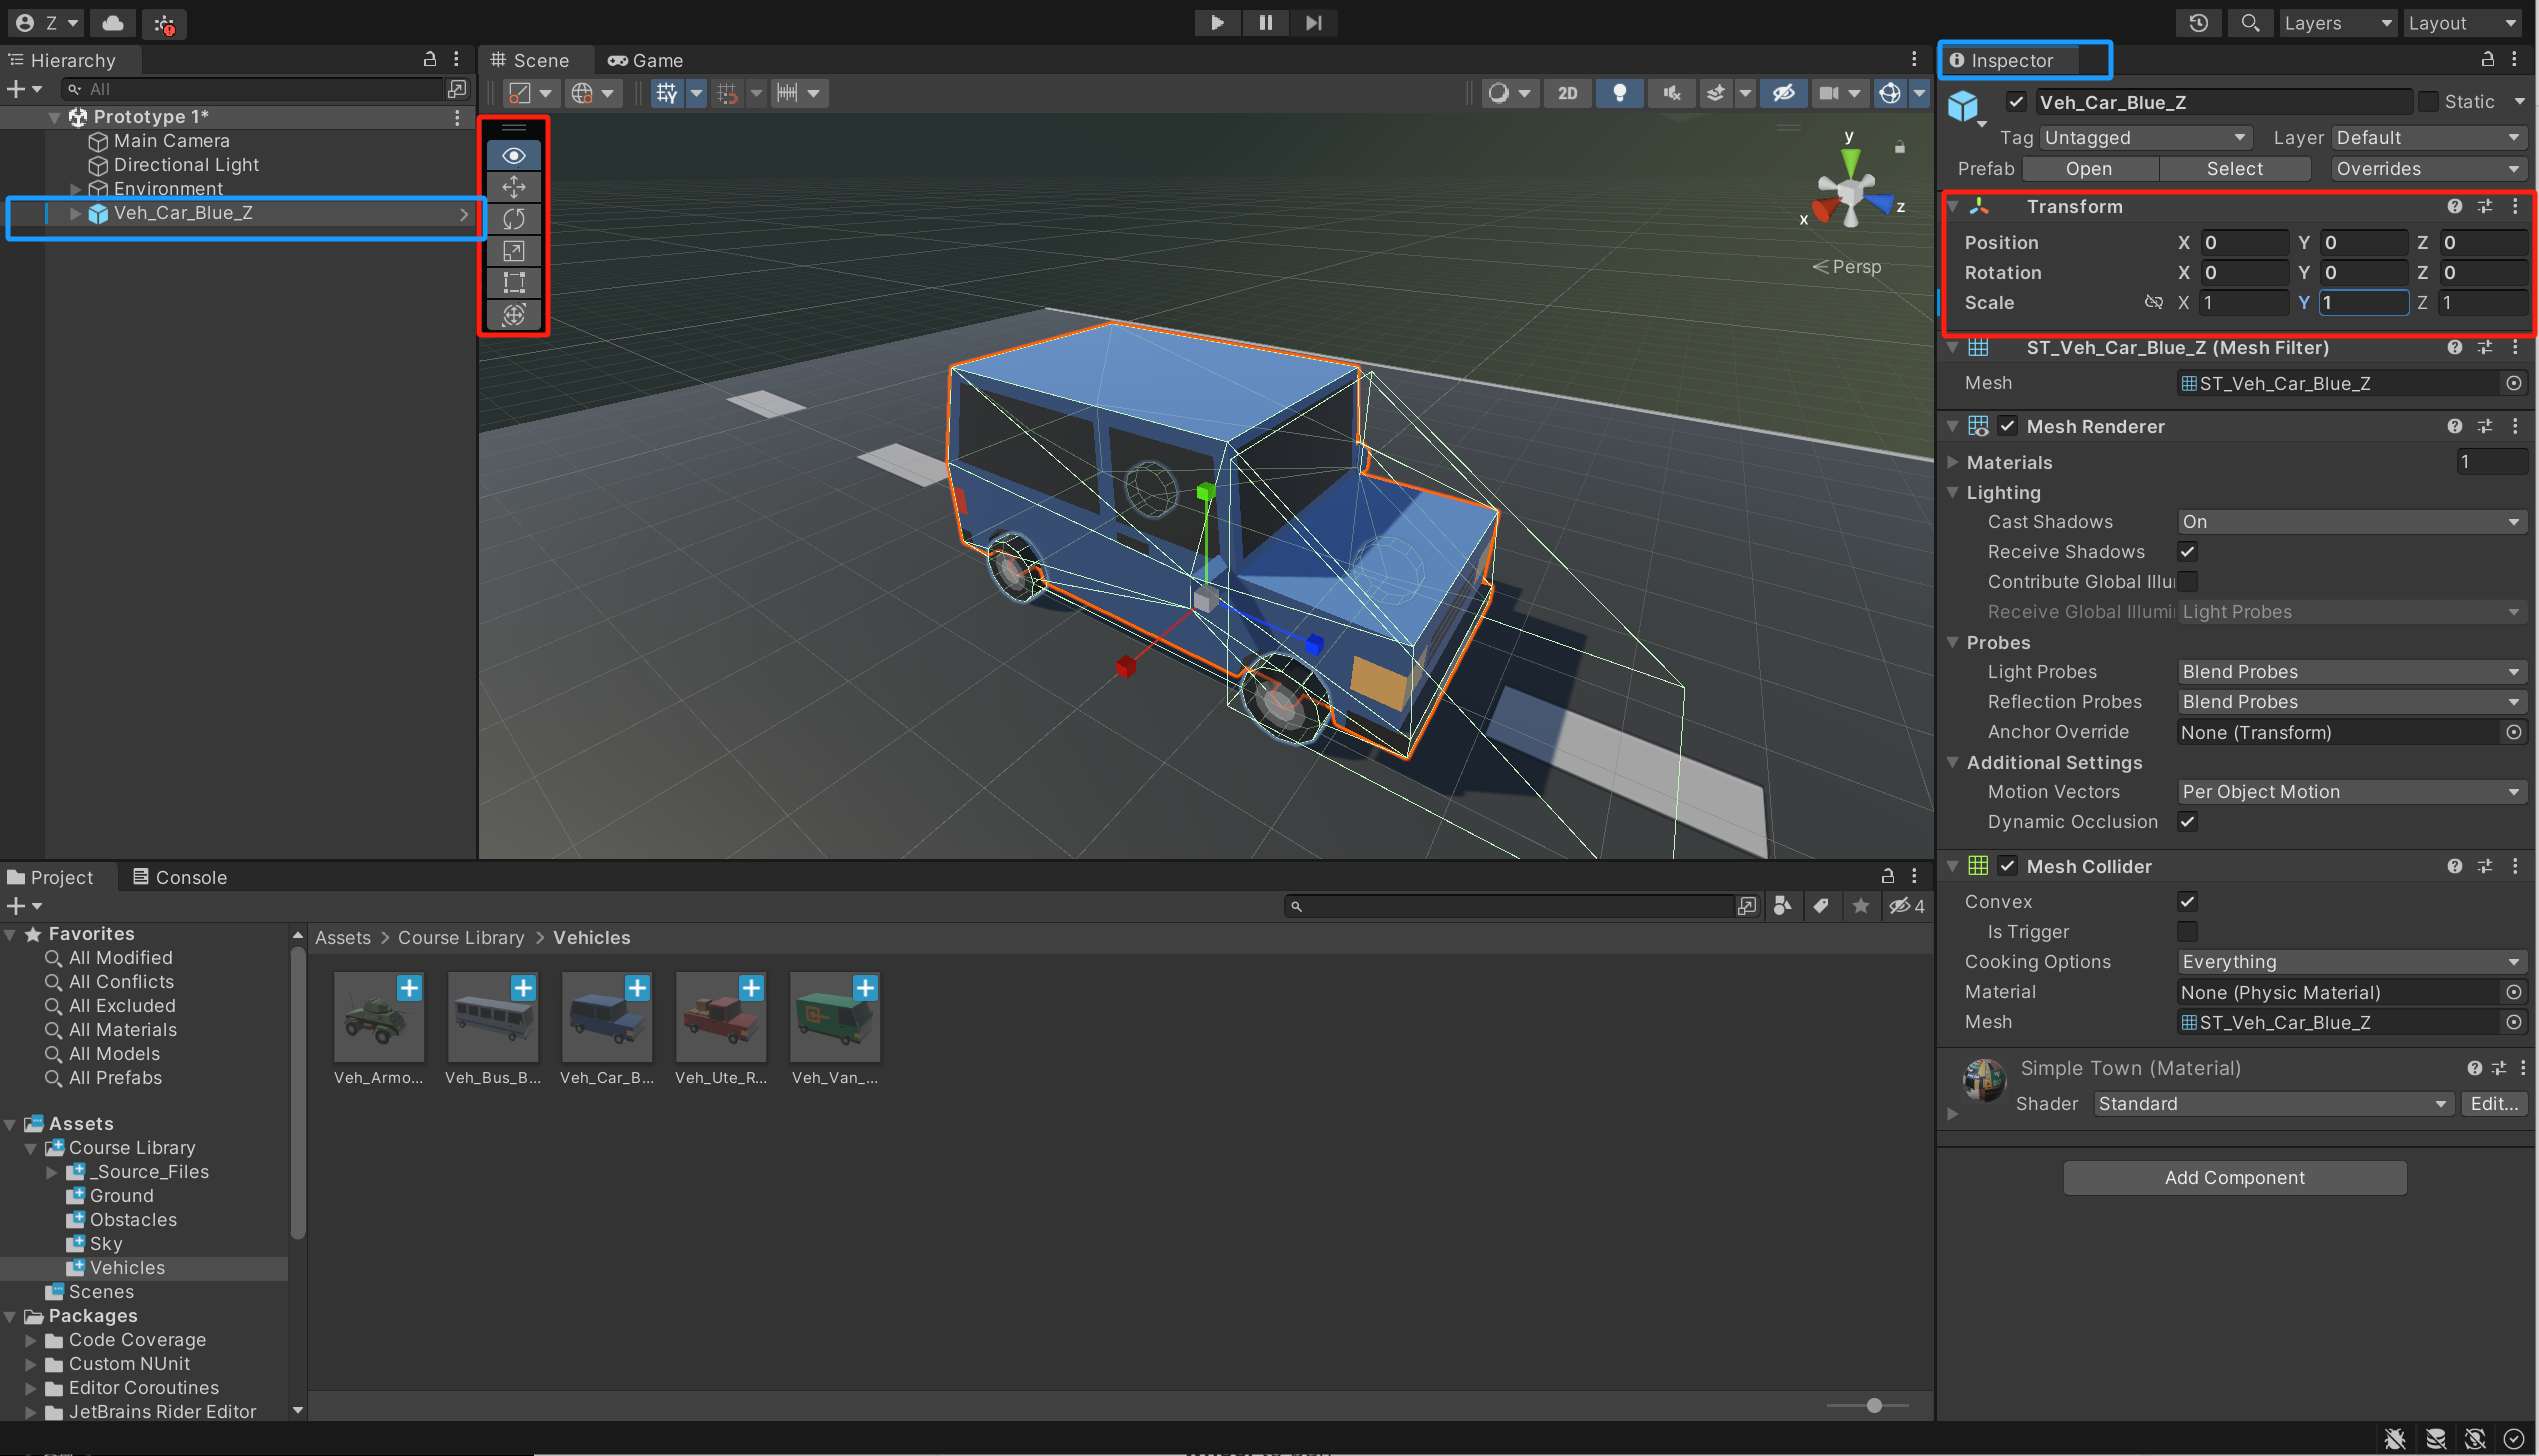 Z
Layers
Layout
Hierarchy
All
Prototype 1*
Main Camera
Directional Light
Environment
Veh_Car_Blue_Z
Scene
Game
2D
y
x
z
Persp
Inspector
Veh_Car_Blue_Z
Static
Tag
Untagged
Layer
Default
Prefab
Open
Select
Overrides
Transform
Position X 0 Y 0 Z 0
Rotation X 0 Y 0 Z 0
Scale X 1 Y 1 Z 1
ST_Veh_Car_Blue_Z (Mesh Filter)
Mesh ST_Veh_Car_Blue_Z
Mesh Renderer
Materials 1
Lighting
Cast Shadows On
Receive Shadows
Contribute Global Illu
Receive Global Illumi Light Probes
Probes
Light Probes Blend Probes
Reflection Probes Blend Probes
Anchor Override None (Transform)
Additional Settings
Motion Vectors Per Object Motion
Dynamic Occlusion
Mesh Collider
Convex
Is Trigger
Cooking Options Everything
Material None (Physic Material)
Mesh ST_Veh_Car_Blue_Z
Simple Town (Material)
Shader Standard Edit...
Add Component
Project
Console
4
Favorites
All Modified
All Conflicts
All Excluded
All Materials
All Models
All Prefabs
Assets
Course Library
_Source_Files
Ground
Obstacles
Sky
Vehicles
Scenes
Packages
Code Coverage
Custom NUnit
Editor Coroutines
JetBrains Rider Editor
Assets > Course Library > Vehicles
Veh_Armo...
Veh_Bus_B...
Veh_Car_B...
Veh_Ute_R...
Veh_Van_...